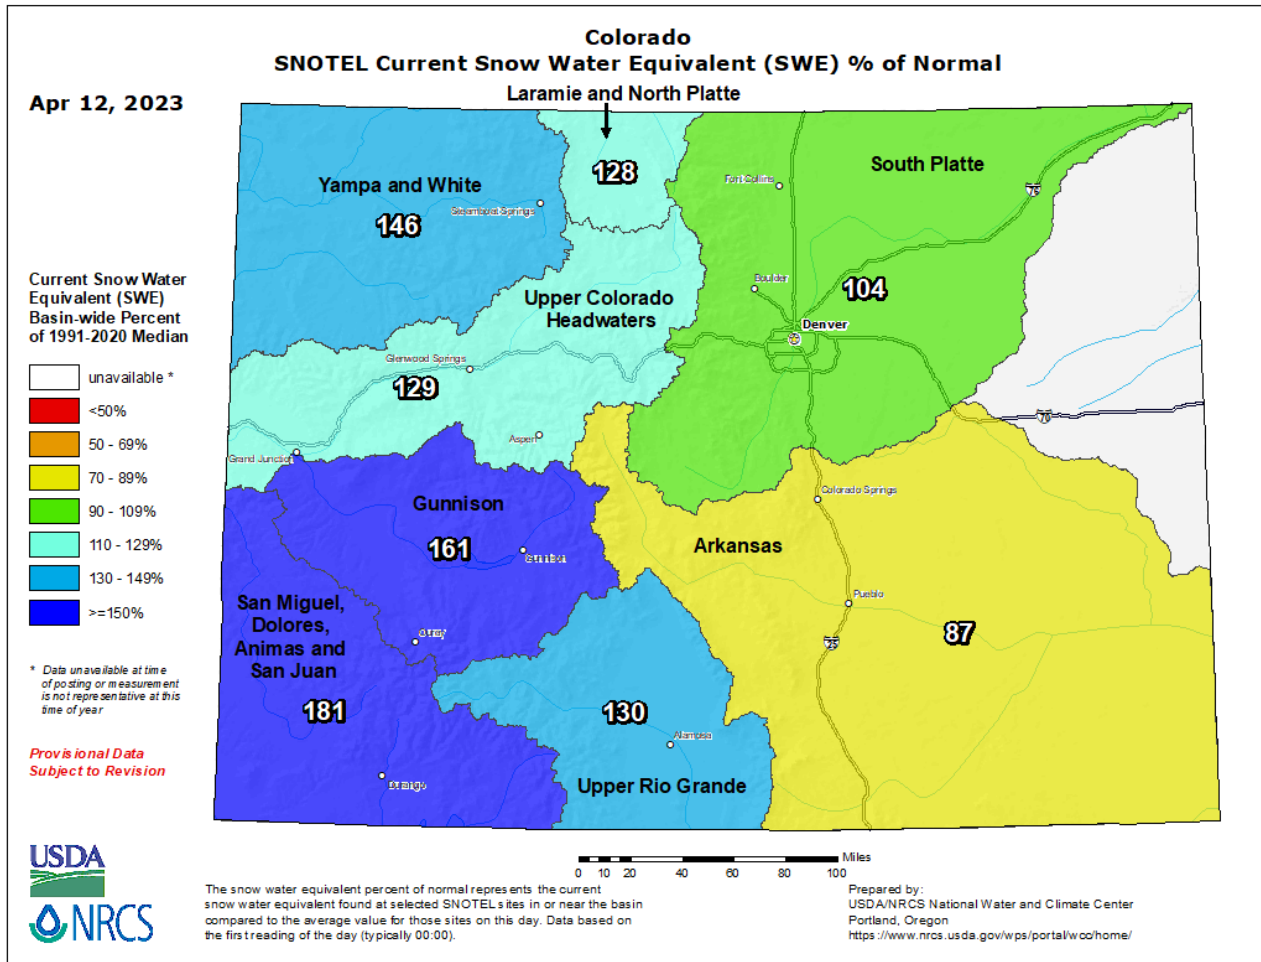 Colorado
SNOTEL Current Snow Water Equivalent (SWE) % of Normal
Apr 12, 2023
Laramie and North Platte
128
Yampa and White
146
Steamboat Springs
South Platte
Fort Collins
76
Boulder
104
Denver
Upper Colorado
Headwaters
Glenwood Springs
129
Aspen
Grand Junction
70
Colorado Springs
Gunnison
161
Gunnison
Arkansas
Pueblo
87
25
San Miguel,
Dolores,
Animas and
San Juan
181
Ouray
Durango
130
Alamosa
Upper Rio Grande
Current Snow Water
Equivalent (SWE)
Basin-wide Percent
of 1991-2020 Median
unavailable *
<50%
50 - 69%
70 - 89%
90 - 109%
110 - 129%
130 - 149%
>=150%
* Data unavailable at time
of posting or measurement
is not representative at this
time of year
Provisional Data
Subject to Revision
USDA
NRCS
Miles
0 10 20 40 60 80 100
The snow water equivalent percent of normal represents the current
snow water equivalent found at selected SNOTEL sites in or near the basin
compared to the average value for those sites on this day. Data based on
the first reading of the day (typically 00:00).
Prepared by:
USDA/NRCS National Water and Climate Center
Portland, Oregon
https://www.nrcs.usda.gov/wps/portal/wcc/home/